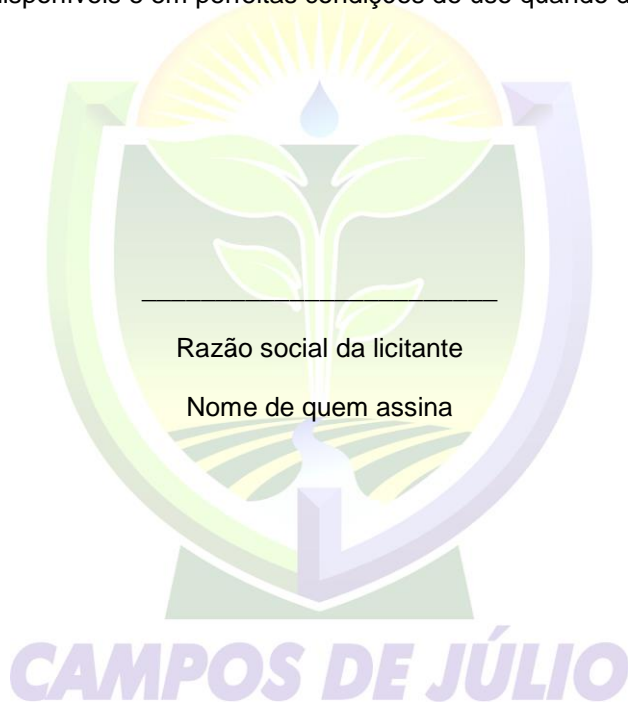 disponíveis e em perfeitas condições de uso quando d
Razão social da licitante
Nome de quem assina
CAMPOS DE JÚLIO